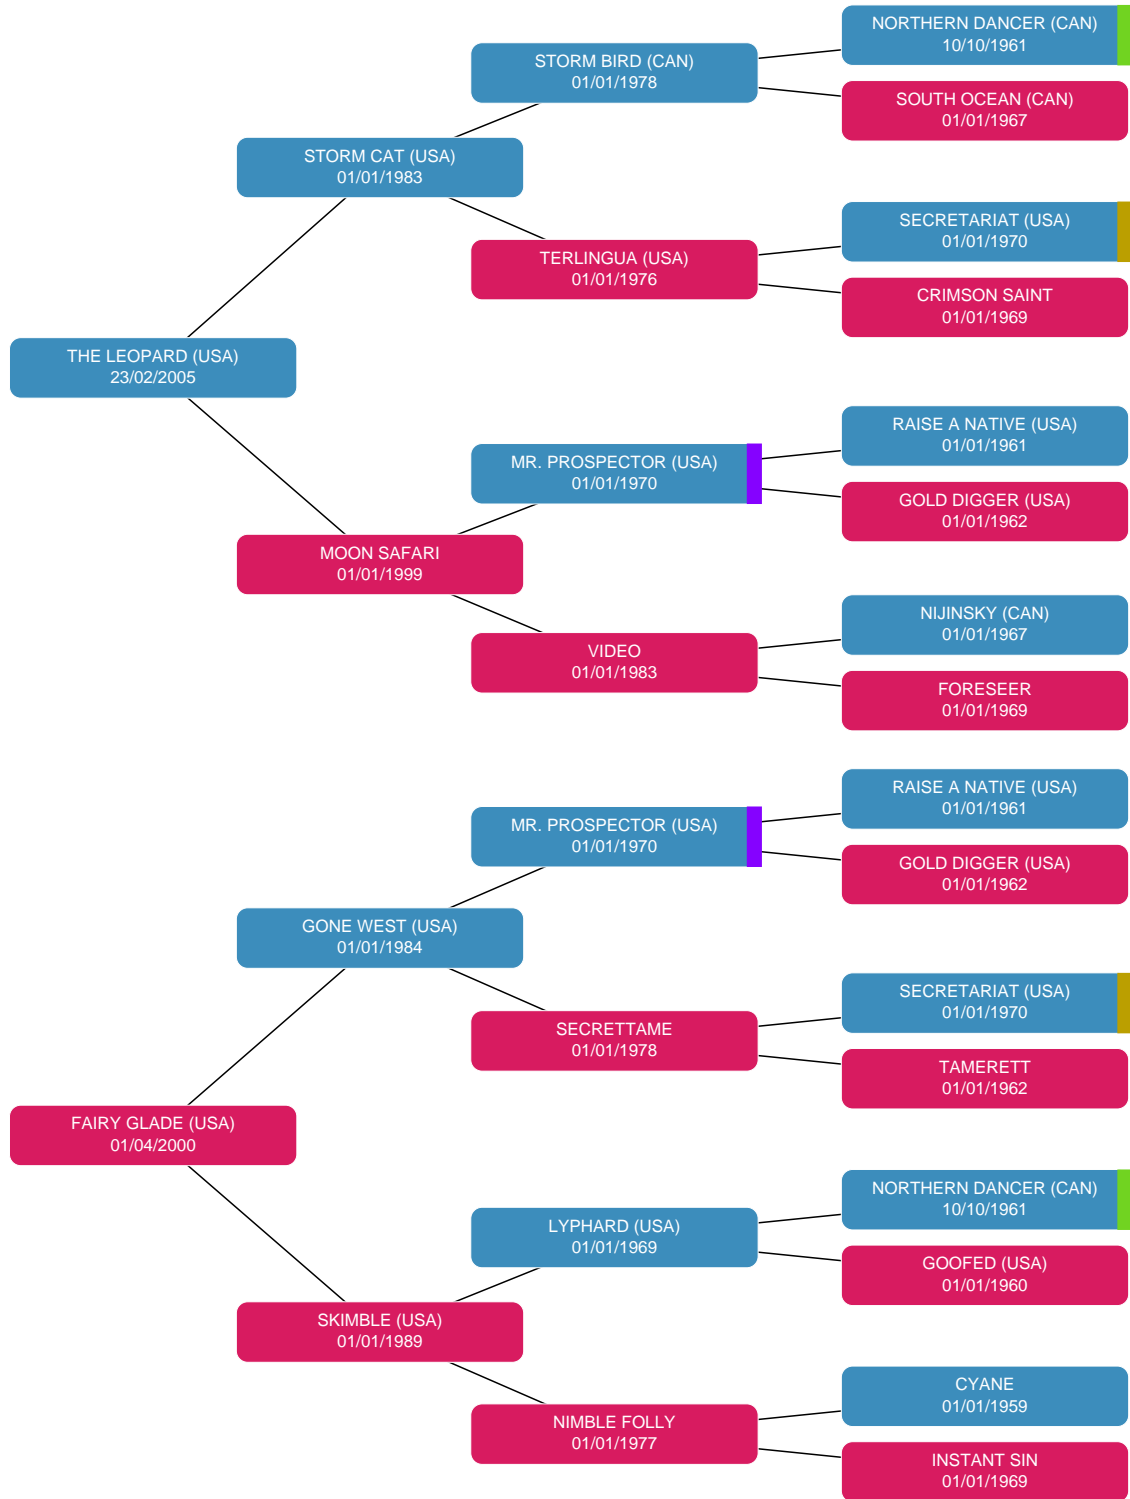 NORTHERN DANCER (CAN)
10/10/1961
STORM BIRD (CAN)
01/01/1978
SOUTH OCEAN (CAN)
01/01/1967
STORM CAT (USA)
01/01/1983
SECRETARIAT (USA)
01/01/1970
TERLINGUA (USA)
01/01/1976
CRIMSON SAINT
01/01/1969
THE LEOPARD (USA)
23/02/2005
RAISE A NATIVE (USA)
01/01/1961
MR. PROSPECTOR (USA)
01/01/1970
GOLD DIGGER (USA)
01/01/1962
MOON SAFARI
01/01/1999
NIJINSKY (CAN)
01/01/1967
VIDEO
01/01/1983
FORESEER
01/01/1969
RAISE A NATIVE (USA)
01/01/1961
MR. PROSPECTOR (USA)
01/01/1970
GOLD DIGGER (USA)
01/01/1962
GONE WEST (USA)
01/01/1984
SECRETARIAT (USA)
01/01/1970
SECRETTAME
01/01/1978
TAMERETT
01/01/1962
FAIRY GLADE (USA)
01/04/2000
NORTHERN DANCER (CAN)
10/10/1961
LYPHARD (USA)
01/01/1969
GOOFED (USA)
01/01/1960
SKIMBLE (USA)
01/01/1989
CYANE
01/01/1959
NIMBLE FOLLY
01/01/1977
INSTANT SIN
01/01/1969